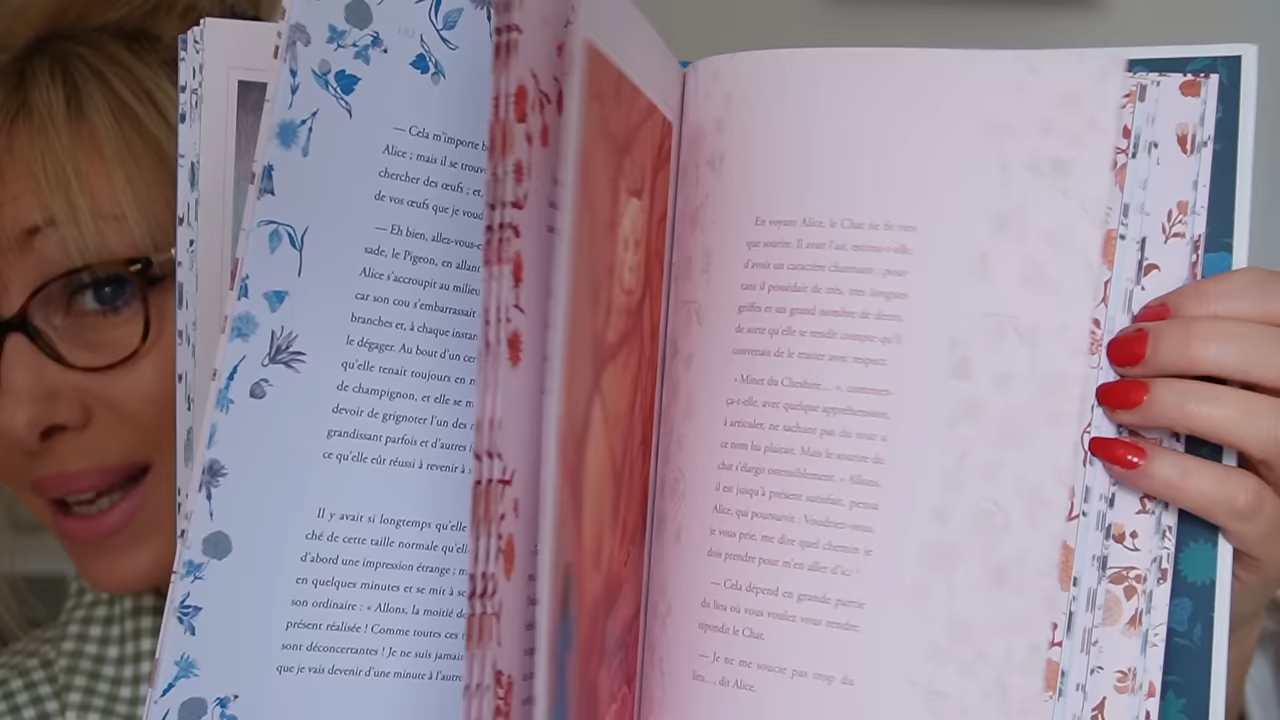 — Cela m'importe b
Alice ; mais il se trouv
chercher des œufs ; et,
de vos œufs que je voud
— Eh bien, allez-vous-e
sade, le Pigeon, en allant
Alice s'accroupit au milieu
car son cou s'embarrassait
branches et, à chaque instan
le dégager. Au bout d'un cer
qu'elle tenait toujours en m
de champignon, et elle se m
devoir de grignoter l'un des
grandissant parfois et d'autres
ce qu'elle eût réussi à revenir à
Il y avait si longtemps qu'elle
ché de cette taille normale qu'ell
d'abord une impression étrange ; m
en quelques minutes et se mit à se
son ordinaire : « Allons, la moitié de
présent réalisée ! Comme toutes ces
sont déconcertantes ! Je ne suis jamais
que je vais devenir d'une minute à l'autre
En voyant Alice, le Chat ne fit rien
que sourire. Il avait l'air, estima-t-elle,
d'avoir un caractère charmant ; pour-
tant il possédait de très, très longues
griffes et un grand nombre de dents,
de sorte qu'elle se rendit compte qu'il
convenait de le traiter avec respect.
« Minet du Cheshire... », commen-
ça-t-elle, avec quelque appréhension,
à articuler, ne sachant pas du tout si
ce nom lui plairait. Mais le sourire du
chat s'élargit ostensiblement. « Allons,
il est jusqu'à présent satisfait, pensa
Alice, qui poursuivit : Voudriez-vous,
je vous prie, me dire quel chemin je
dois prendre pour m'en aller d'ici ?
— Cela dépend en grande partie
du lieu où vous voulez vous rendre,
répondit le Chat.
— Je ne me soucie pas trop du
lieu..., dit Alice.